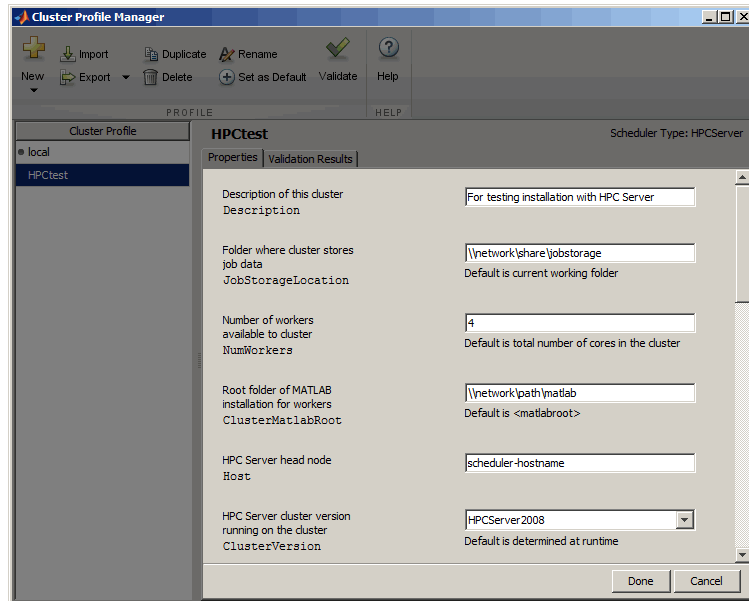 Cluster Profile Manager
New
Import
Export
Duplicate
Delete
Rename
Set as Default
Validate
Help
PROFILE
HELP
Cluster Profile
local
HPCtest
HPCtest
Scheduler Type: HPCServer
Properties
Validation Results
Description of this cluster
Description
For testing installation with HPC Server
Folder where cluster stores
job data
JobStorageLocation
\\network\share\jobstorage
Default is current working folder
Number of workers
available to cluster
NumWorkers
4
Default is total number of cores in the cluster
Root folder of MATLAB
installation for workers
ClusterMatlabRoot
\\network\path\matlab
Default is <matlabroot>
HPC Server head node
Host
scheduler-hostname
HPC Server cluster version
running on the cluster
ClusterVersion
HPCServer2008
Default is determined at runtime
Done
Cancel